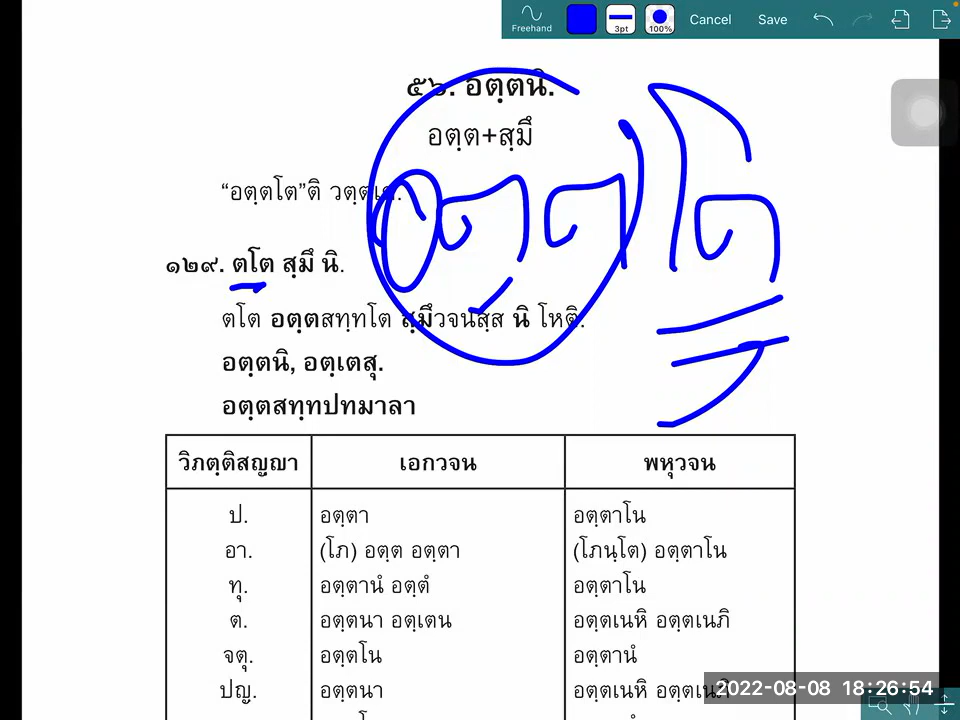 Freehand 3pt 100% Cancel Save
๕๖. อตฺตนิ.
อตฺต+สฺมึ
“อตฺตโต”ติ วตฺตเต.
อตฺต โต
๑๒๙. ตโต สฺมึ นิ.
ตโต อตฺตสทฺทโต สฺมึวจนสฺส นิ โหติ.
อตฺตนิ, อตฺเตสุ.
อตฺตสทฺทปทมาลา
วิภตฺติสญฺญา เอกวจน พหุวจน
ป. อตฺตา อตฺตาโน
อา. (โภ) อตฺต อตฺตา (โภนฺโต) อตฺตาโน
ทุ. อตฺตานํ อตฺตํ อตฺตาโน
ต. อตฺตนา อตฺเตน อตฺตเนหิ อตฺตเนภิ
จตุ. อตฺตโน อตฺตานํ
ปญ. อตฺตนา อตฺตเนหิ อตฺตเนภิ
2022-08-08 18:26:54